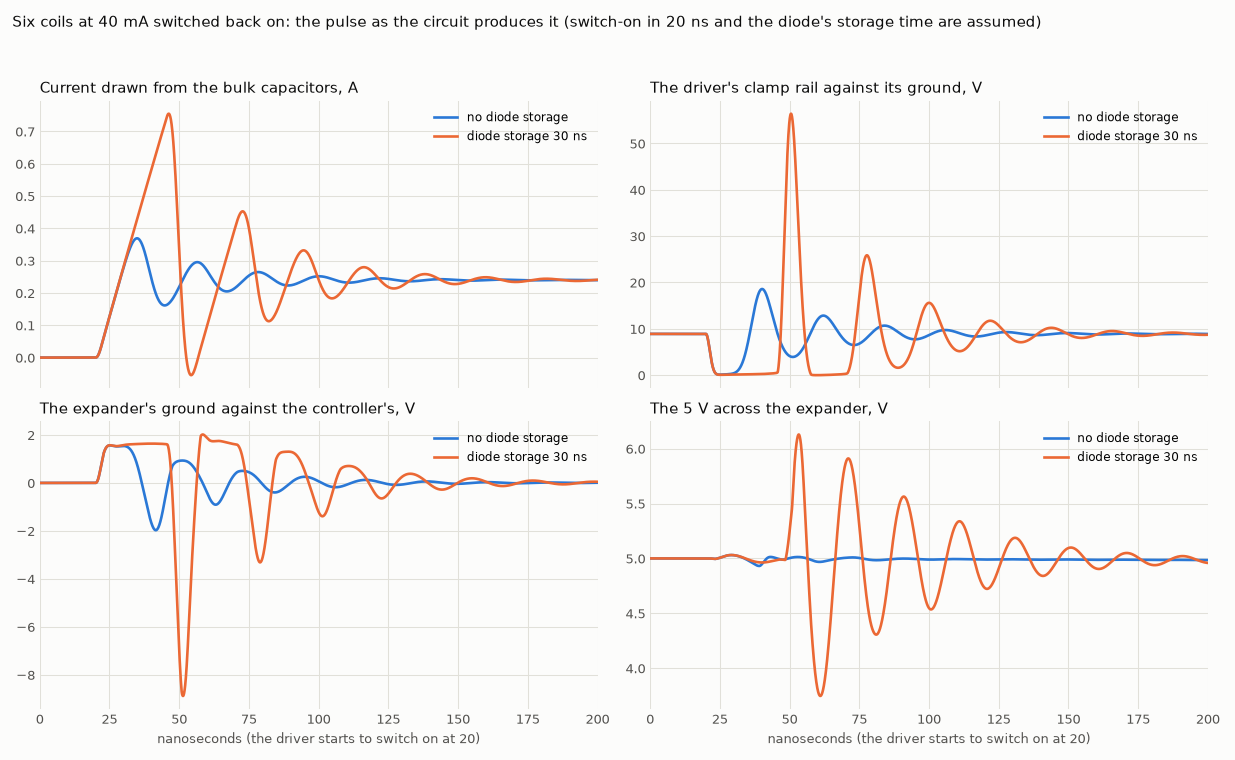 Six coils at 40 mA switched back on: the pulse as the circuit produces it (switch-on in 20 ns and the diode's storage time are assumed)
Current drawn from the bulk capacitors, A
no diode storage
diode storage 30 ns
0.7
0.6
0.5
0.4
0.3
0.2
0.1
0.0
The driver's clamp rail against its ground, V
no diode storage
diode storage 30 ns
50
40
30
20
10
0
The expander's ground against the controller's, V
no diode storage
diode storage 30 ns
2
0
−2
−4
−6
−8
0 25 50 75 100 125 150 175 200
nanoseconds (the driver starts to switch on at 20)
The 5 V across the expander, V
no diode storage
diode storage 30 ns
6.0
5.5
5.0
4.5
4.0
0 25 50 75 100 125 150 175 200
nanoseconds (the driver starts to switch on at 20)